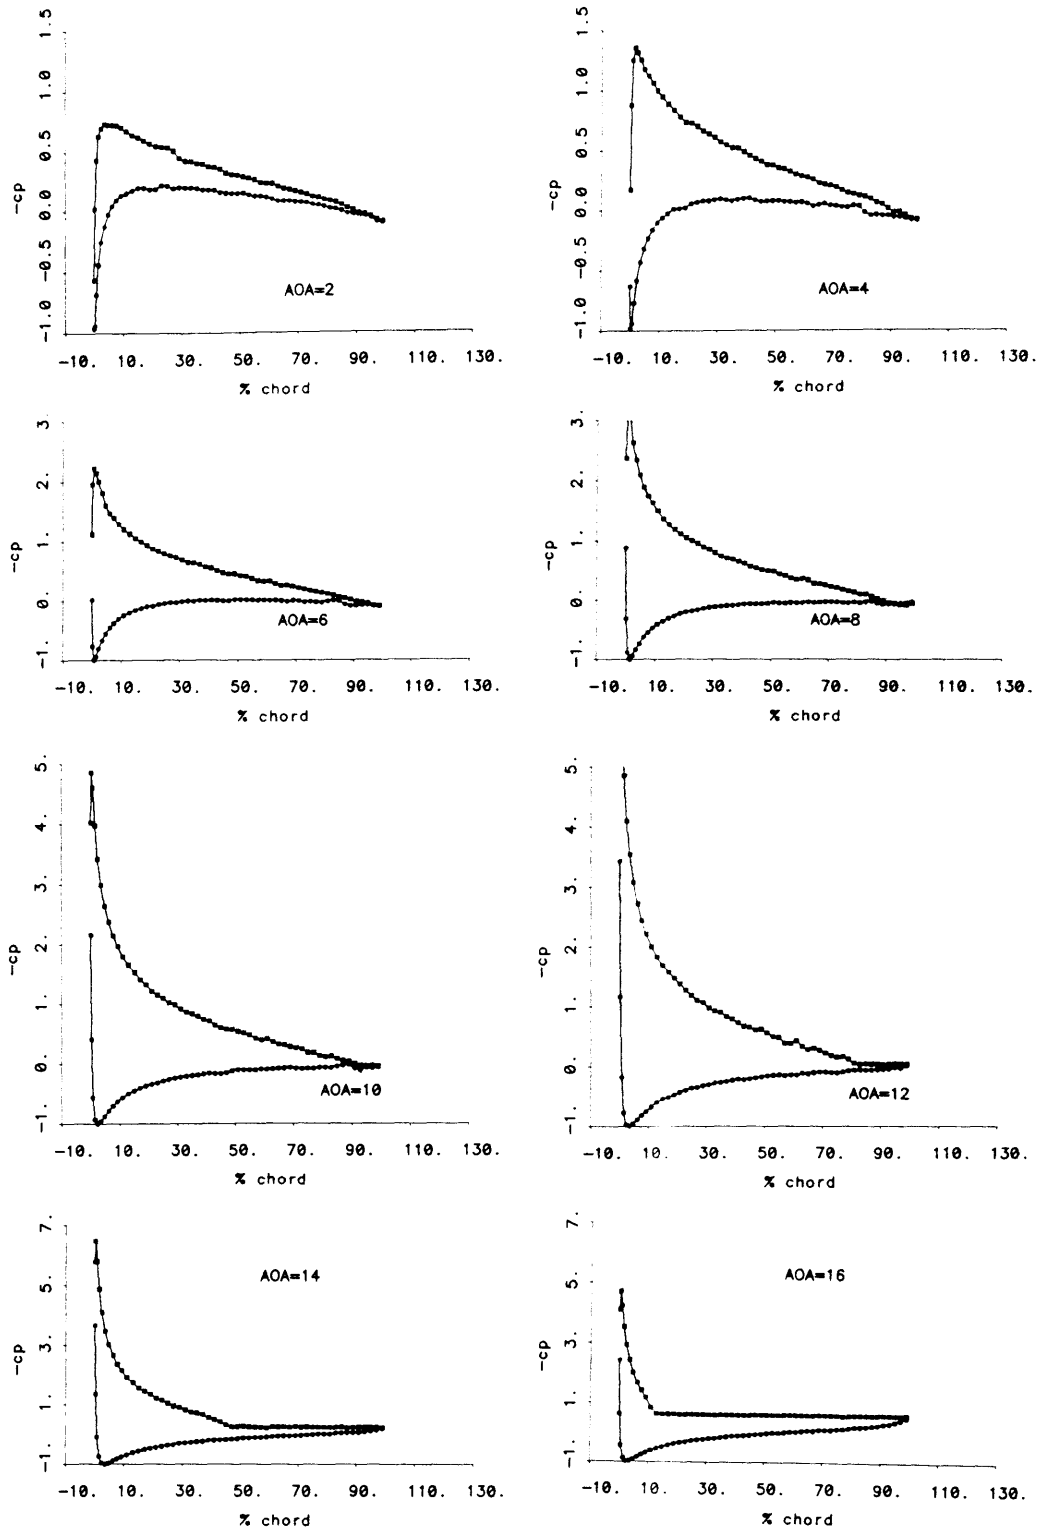 1.5
1.0
0.5
0.0
-0.5
-1.0
-cp
AOA=2
-10. 10. 30. 50. 70. 90. 110. 130.
% chord
1.5
1.0
0.5
0.0
-0.5
-1.0
-cp
AOA=4
-10. 10. 30. 50. 70. 90. 110. 130.
% chord
3.
2.
1.
0.
-1.
-cp
AOA=6
-10. 10. 30. 50. 70. 90. 110. 130.
% chord
3.
2.
1.
0.
-1.
-cp
AOA=8
-10. 10. 30. 50. 70. 90. 110. 130.
% chord
5.
4.
3.
2.
1.
0.
-1.
-cp
AOA=10
-10. 10. 30. 50. 70. 90. 110. 130.
% chord
5.
4.
3.
2.
1.
0.
-1.
-cp
AOA=12
-10. 10. 30. 50. 70. 90. 110. 130.
% chord
7.
5.
3.
1.
-1.
-cp
AOA=14
-10. 10. 30. 50. 70. 90. 110. 130.
% chord
7.
5.
3.
1.
-1.
-cp
AOA=16
-10. 10. 30. 50. 70. 90. 110. 130.
% chord